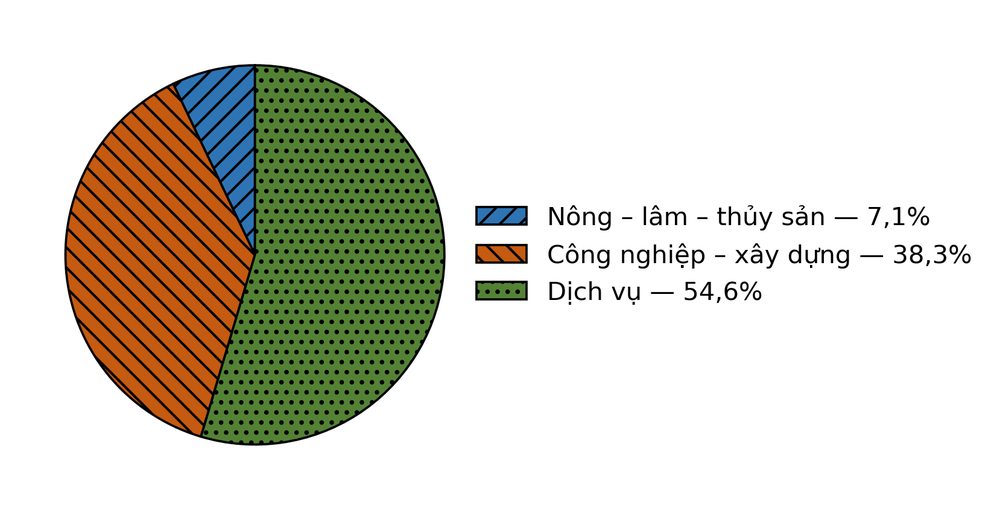 Nông – lâm – thủy sản — 7,1%
Công nghiệp – xây dựng — 38,3%
Dịch vụ — 54,6%